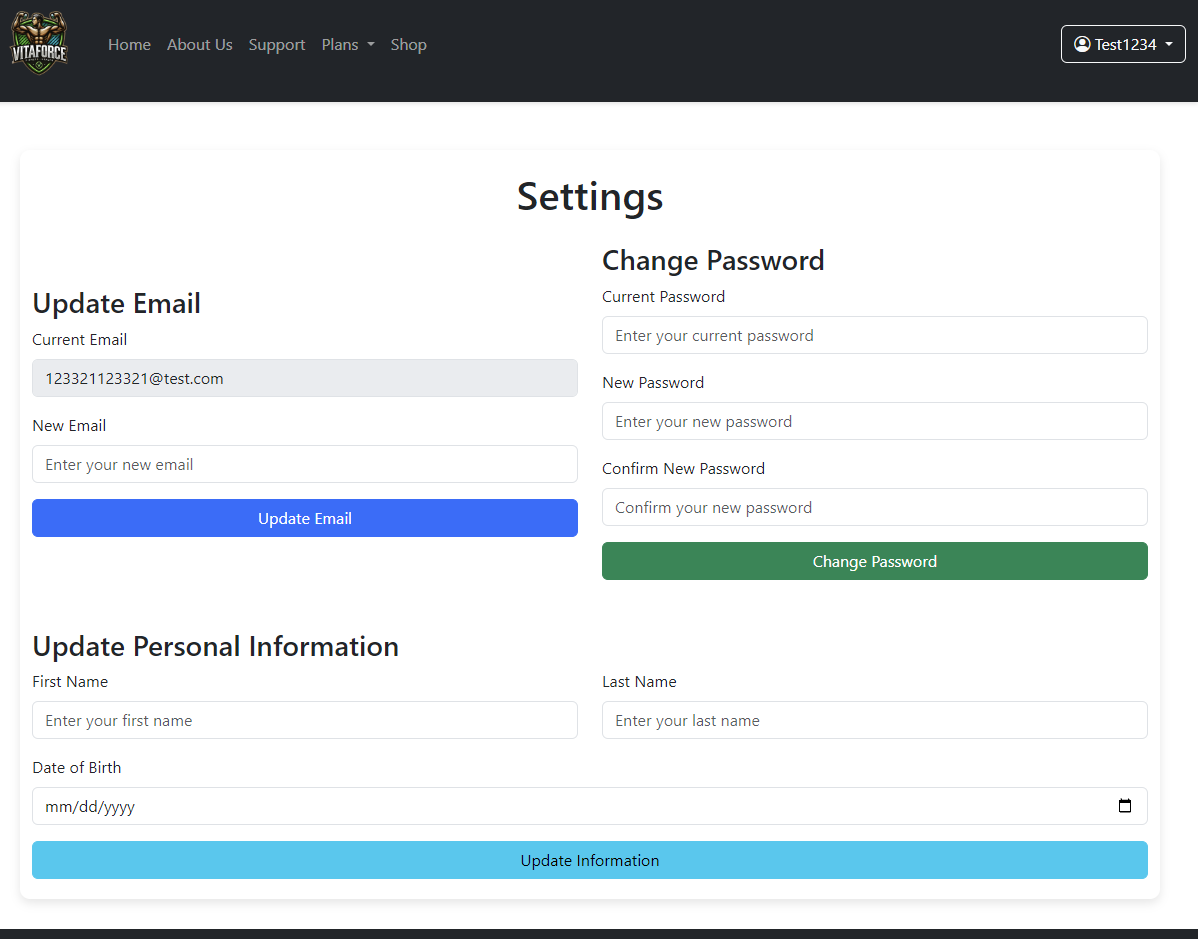 VITAFORCE
Home About Us Support Plans Shop
Test1234
Settings
Update Email
Current Email
123321123321@test.com
New Email
Enter your new email
Update Email
Change Password
Current Password
Enter your current password
New Password
Enter your new password
Confirm New Password
Confirm your new password
Change Password
Update Personal Information
First Name
Enter your first name
Last Name
Enter your last name
Date of Birth
mm/dd/yyyy
Update Information